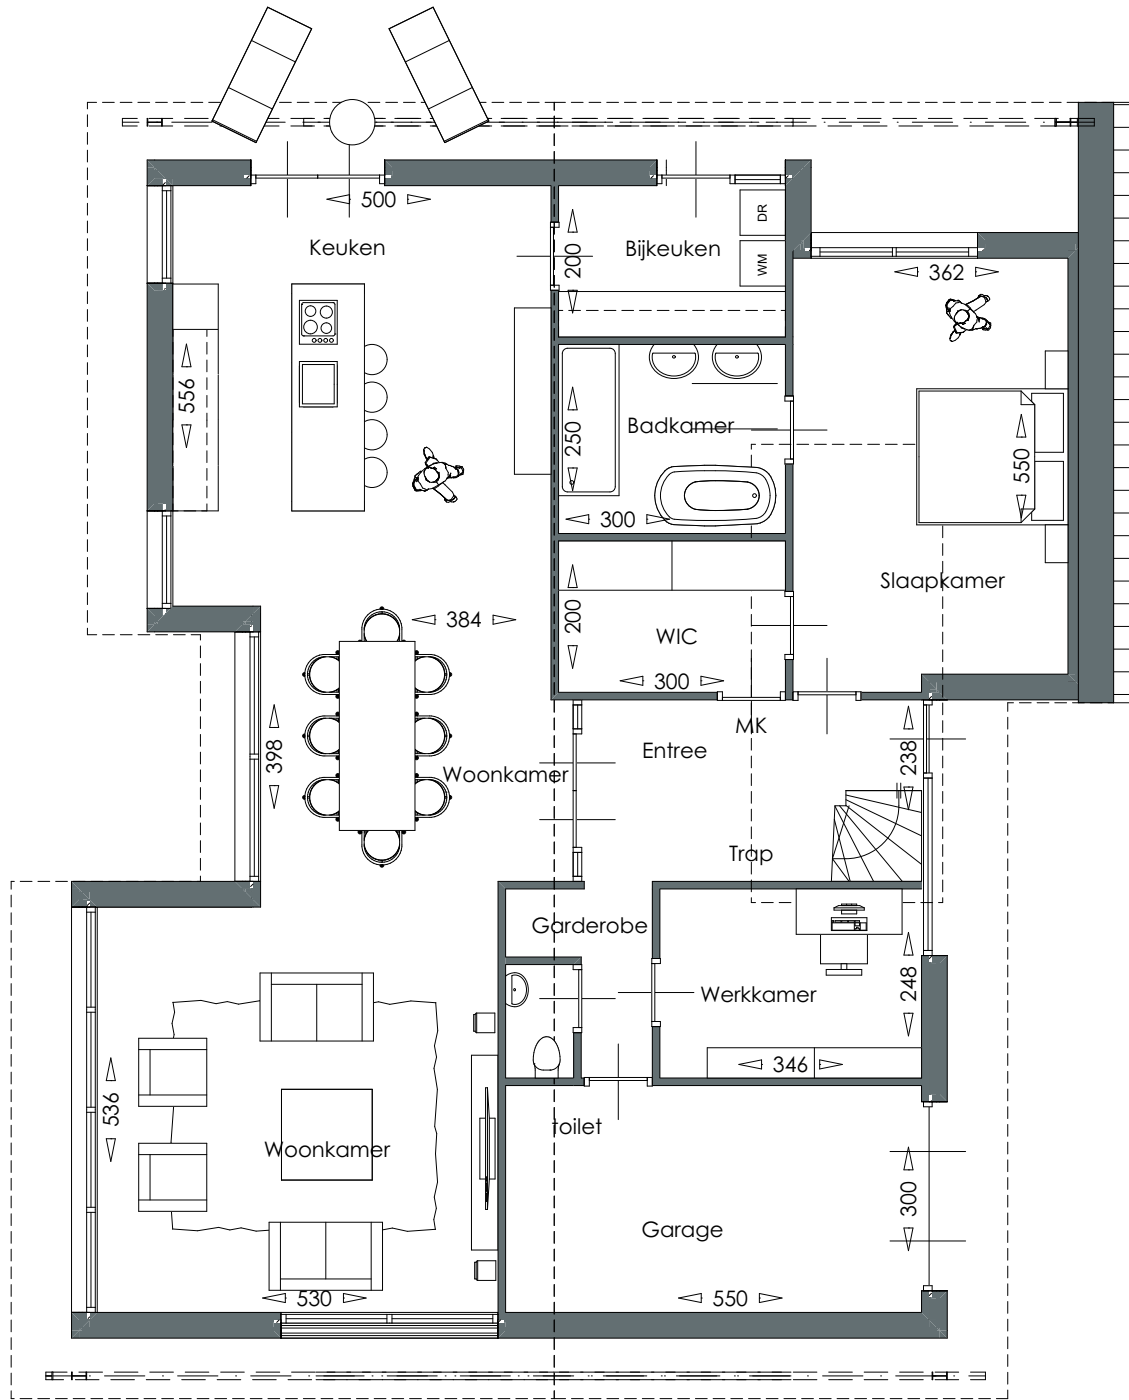 500
Keuken
Bijkeuken
200
DR
WM
362
556
Badkamer
250
550
300
Slaapkamer
384
200
WIC
300
MK
Entree
238
398
Woonkamer
Trap
Garderobe
Werkkamer
248
346
536
toilet
Woonkamer
300
Garage
530
550